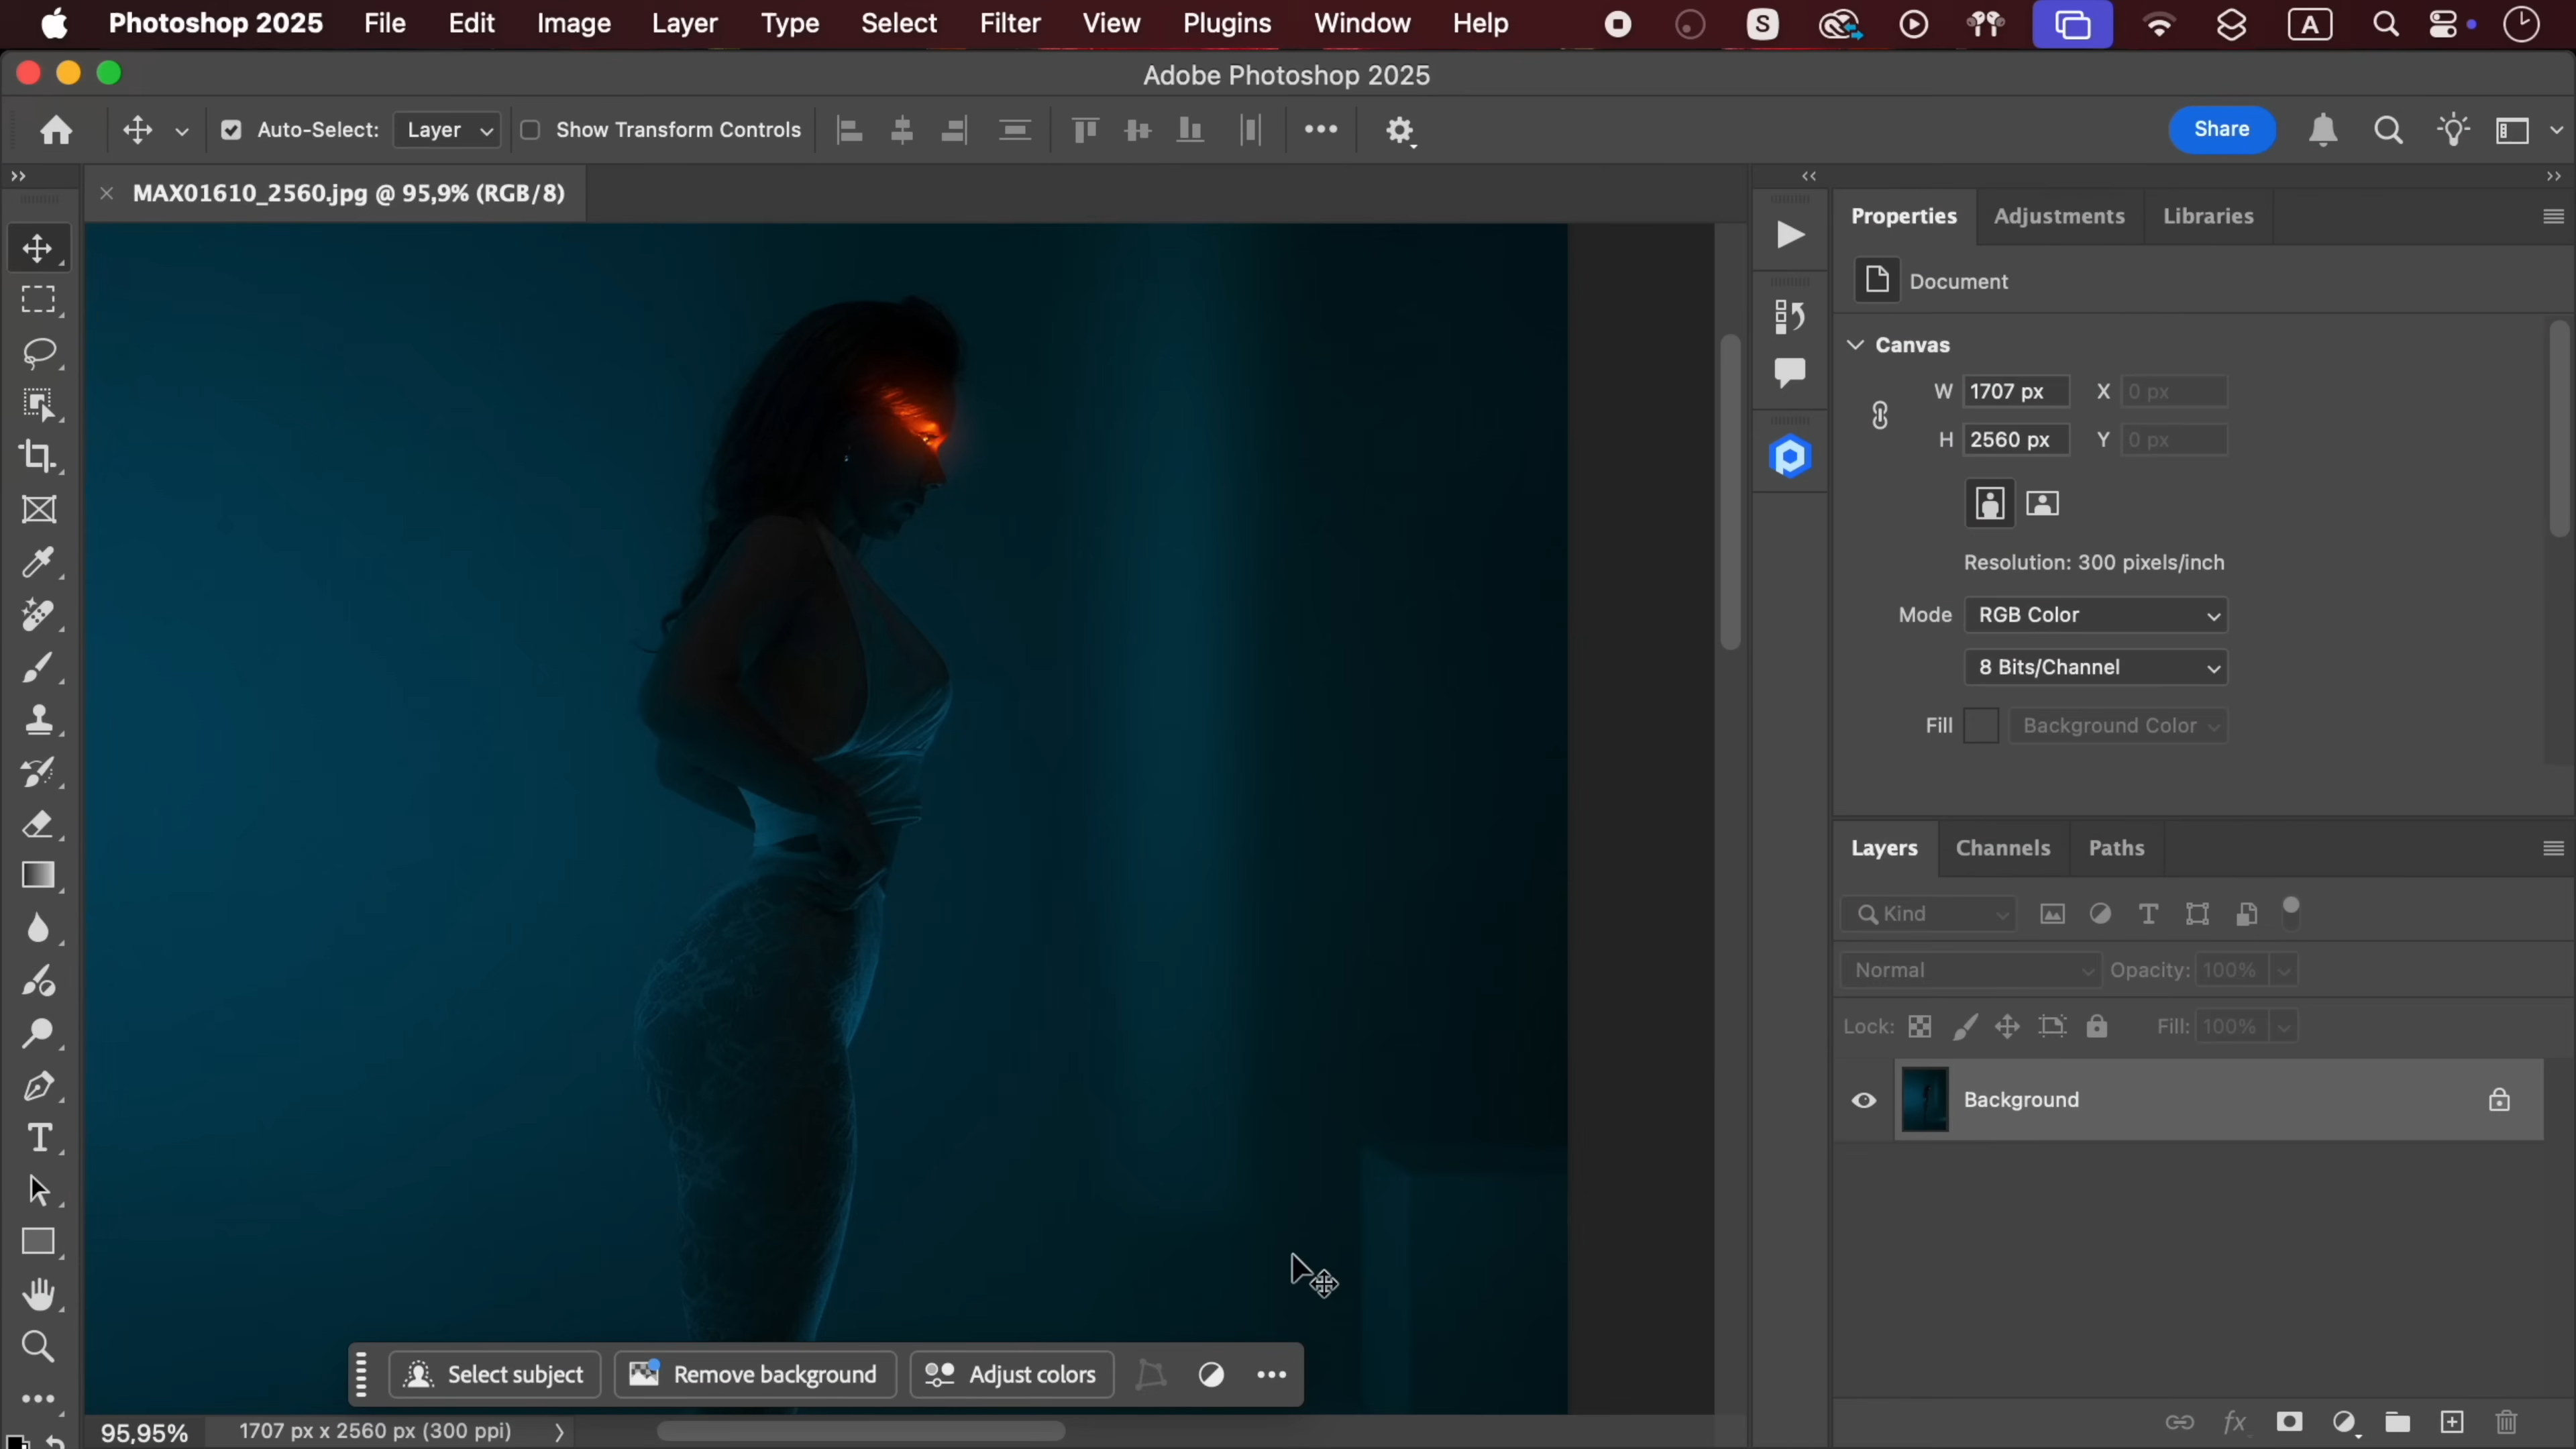 Photoshop 2025 File Edit Image Layer Type Select Filter View Plugins Window Help S A
Adobe Photoshop 2025
Auto-Select: Layer Show Transform Controls Share
MAX01610_2560.jpg @ 95,9% (RGB/8)
Properties Adjustments Libraries
Document
Canvas
W 1707 px X 0 px
H 2560 px Y 0 px
Resolution: 300 pixels/inch
Mode RGB Color
8 Bits/Channel
Fill Background Color
Layers Channels Paths
Kind
Normal Opacity: 100%
Lock: Fill: 100%
Background
Select subject Remove background Adjust colors
95,95% 1707 px x 2560 px (300 ppi)
fx